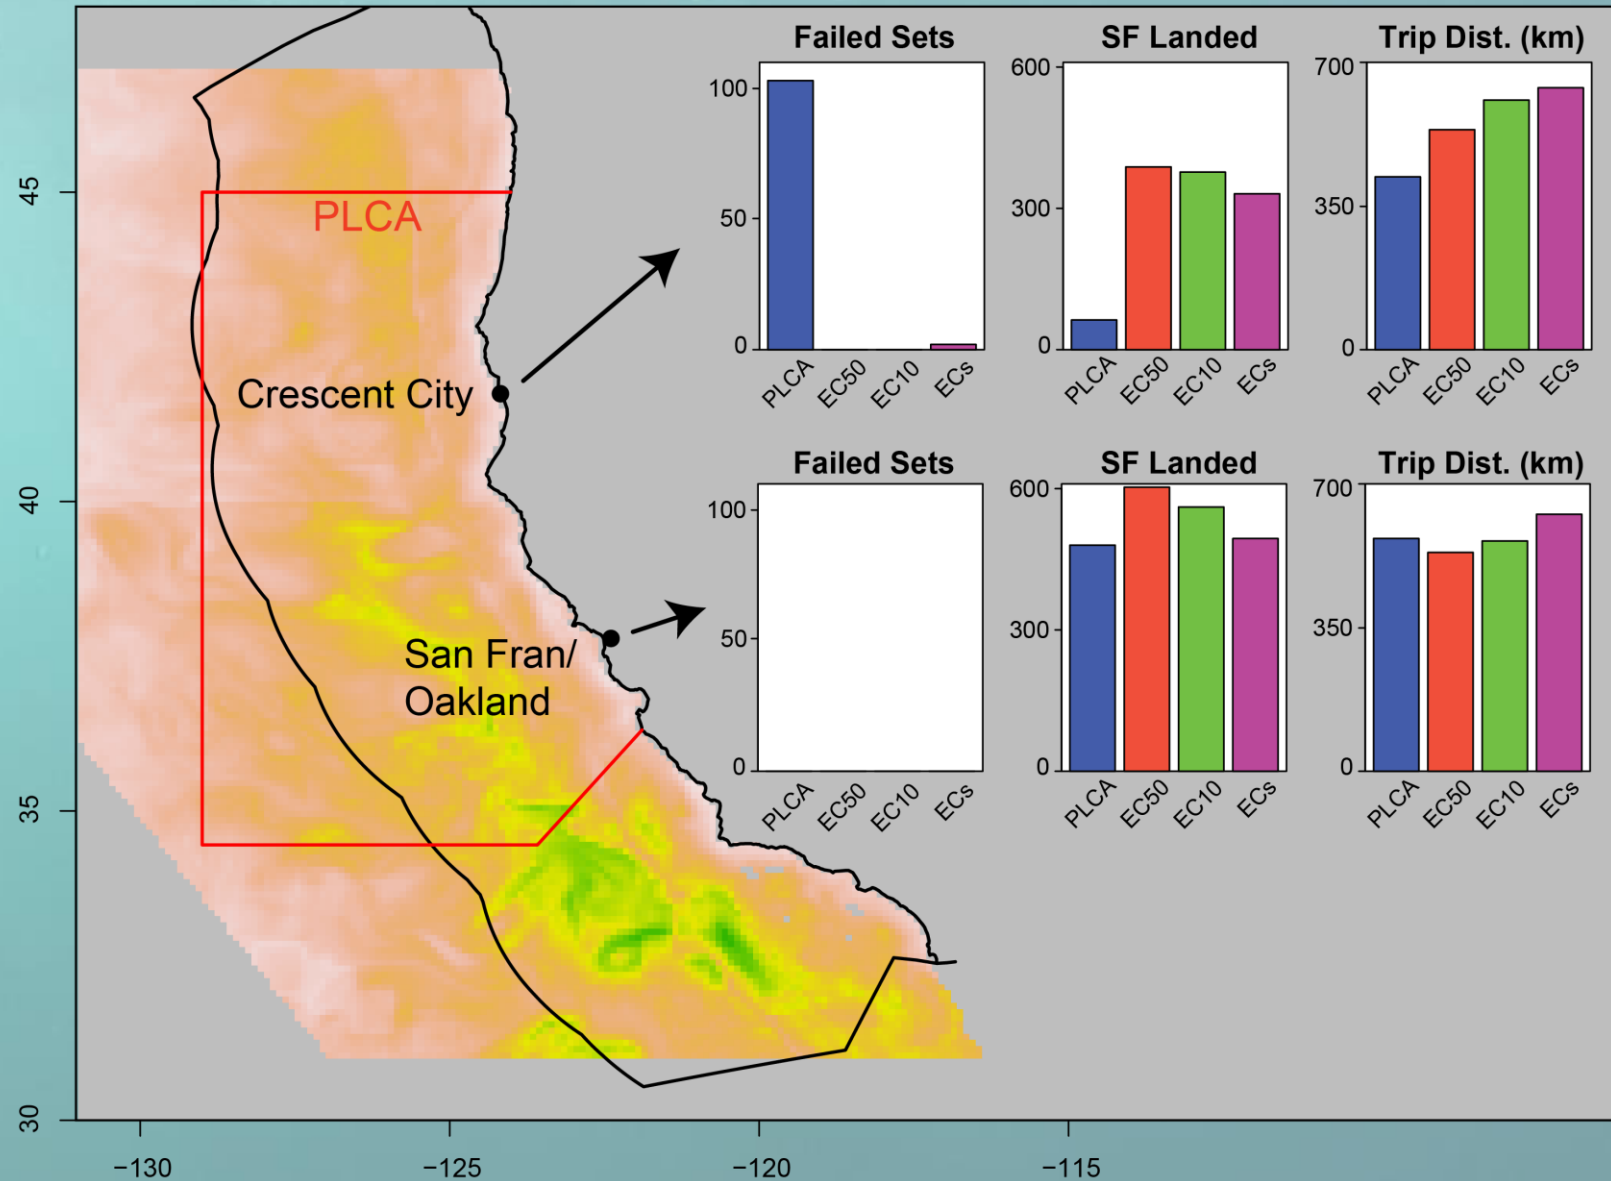 Failed Sets
SF Landed
Trip Dist. (km)
100
50
0
PLCA
EC50
EC10
ECs
600
300
0
PLCA
EC50
EC10
ECs
700
350
0
PLCA
EC50
EC10
ECs
PLCA
Crescent City
San Fran/
Oakland
Failed Sets
SF Landed
Trip Dist. (km)
100
50
0
PLCA
EC50
EC10
ECs
600
300
0
PLCA
EC50
EC10
ECs
700
350
0
PLCA
EC50
EC10
ECs
45
40
35
30
−130
−125
−120
−115